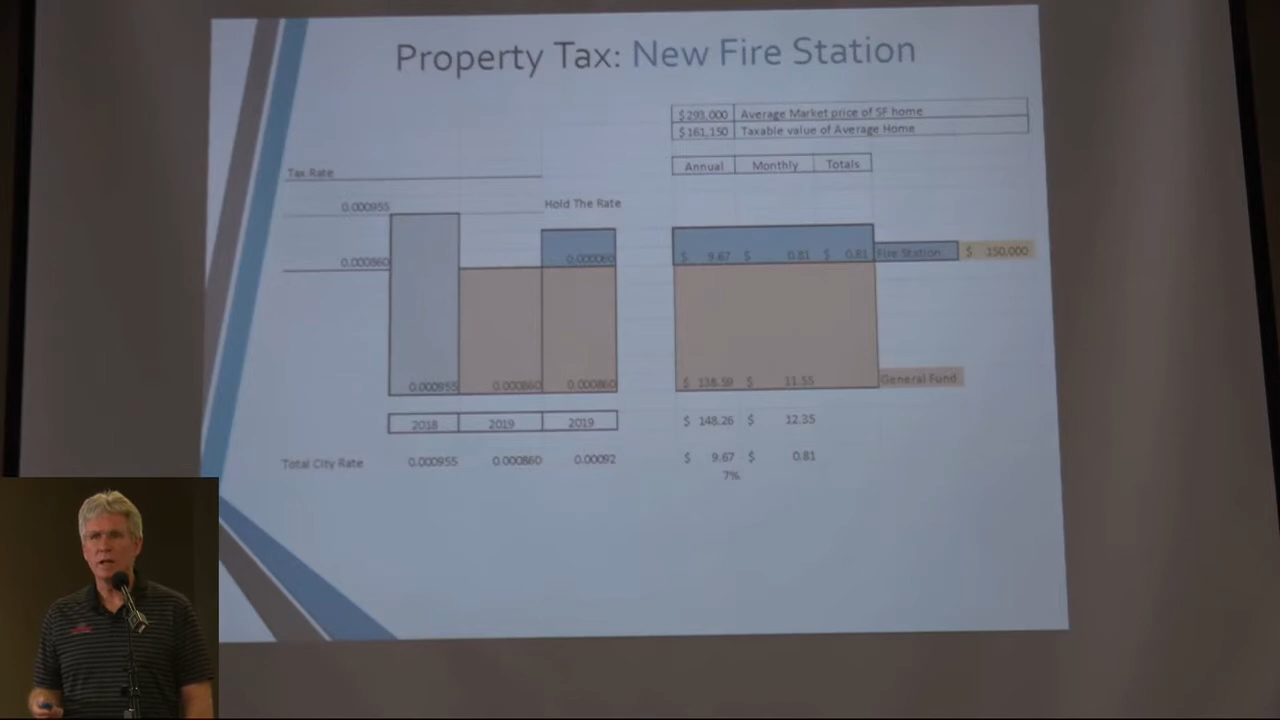 Property Tax: New Fire Station
$293,000 Average Market price of SF home
$161,150 Taxable value of Average Home
Annual Monthly Totals
Tax Rate
0.000955
Hold The Rate
0.000860
0.000060
$ 9.67 $ 0.81 $ 0.81 Fire Station $ 150,000
0.000955 0.000860 0.000860
$ 138.59 $ 11.55 General Fund
2018 2019 2019
$ 148.26 $ 12.35
Total City Rate 0.000955 0.000860 0.00092
$ 9.67 $ 0.81
7%